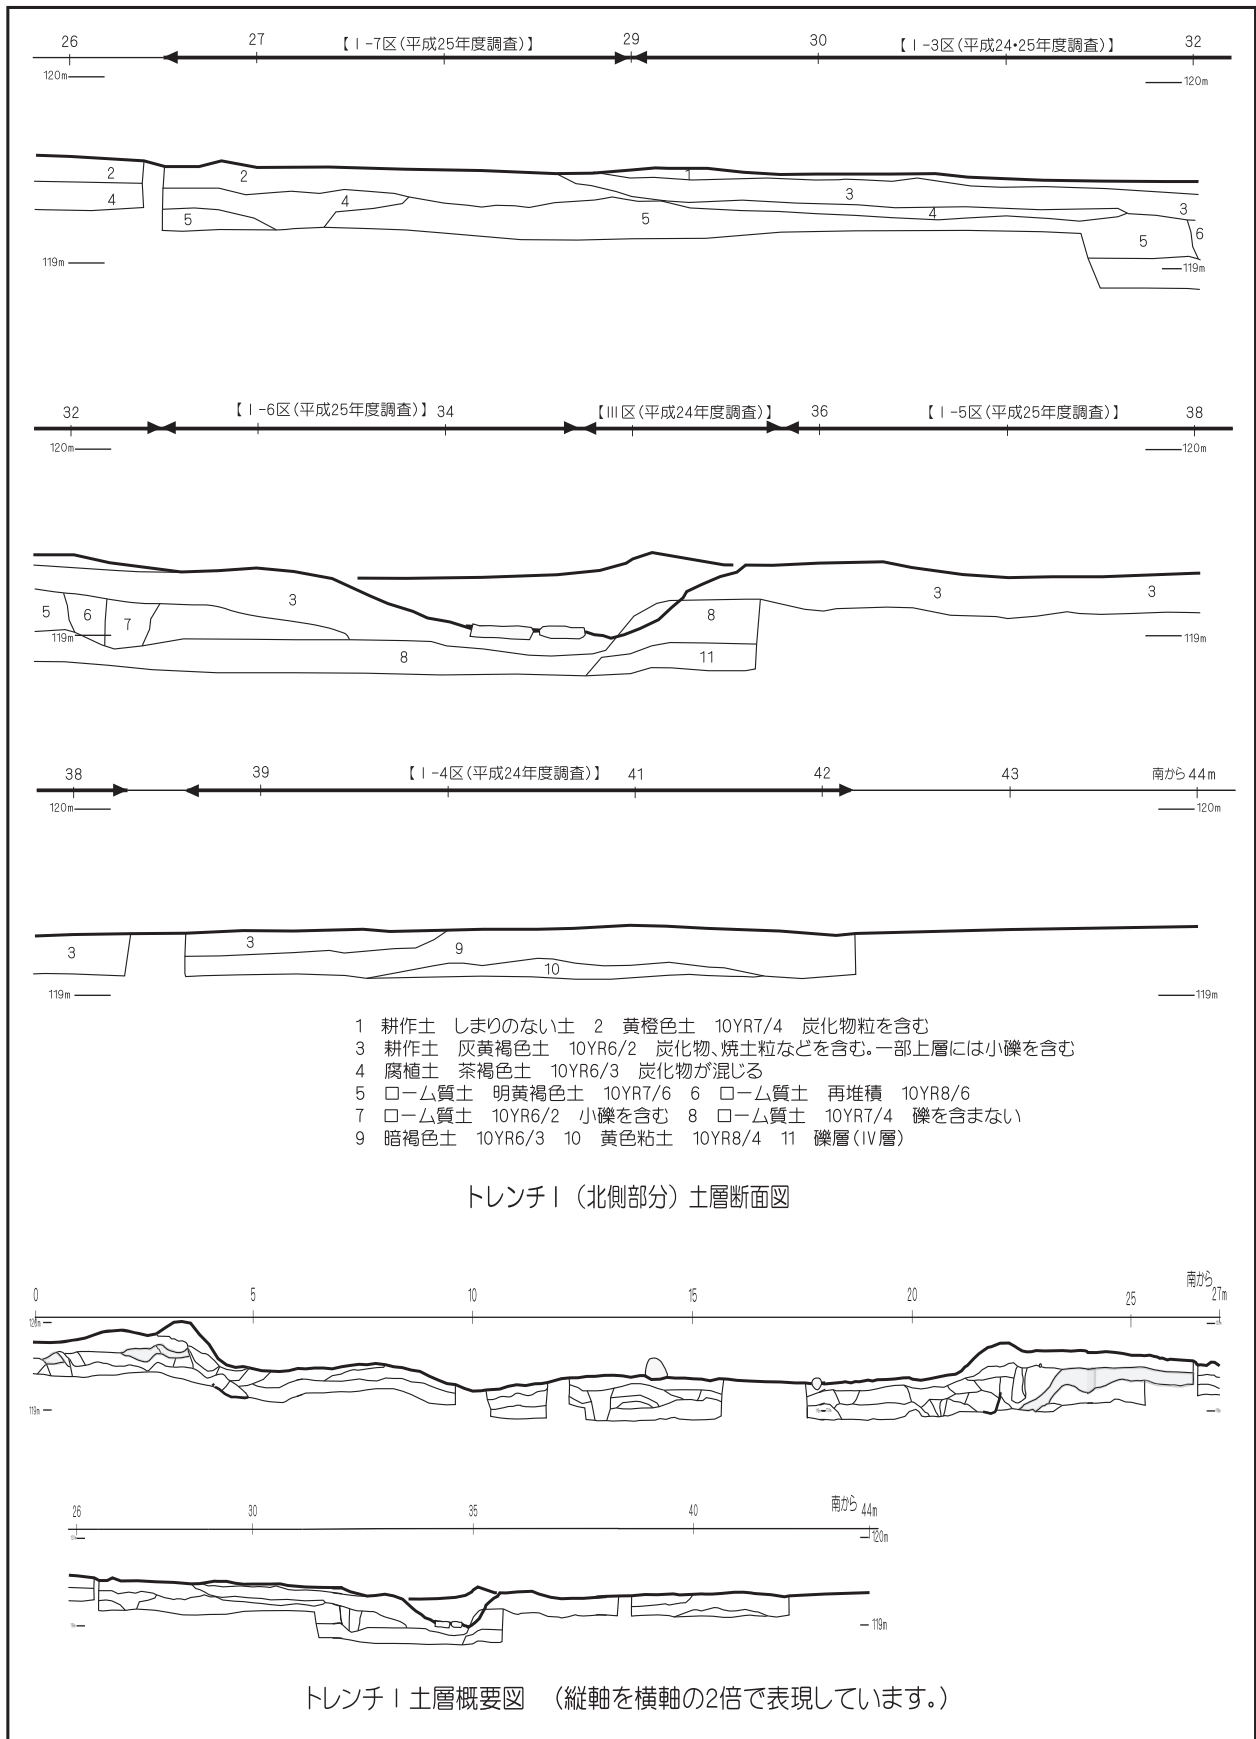 26 27 【Ⅰ-7区(平成25年度調査)】 29 30 【Ⅰ-3区(平成24・25年度調査)】 32
120m 120m
2 2 1
4 4 3 3
5 5 4 5 6
119m 119m
32 【Ⅰ-6区(平成25年度調査)】 34 【Ⅲ区(平成24年度調査)】 36 【Ⅰ-5区(平成25年度調査)】 38
120m 120m
3 3 3
5 6 7 8
119m 119m
8 11
38 39 【Ⅰ-4区(平成24年度調査)】 41 42 43 南から44m
120m 120m
3 3 9
10
119m 119m
1 耕作土 しまりのない土 2 黄橙色土 10YR7/4 炭化物粒を含む
3 耕作土 灰黄褐色土 10YR6/2 炭化物、焼土粒などを含む。一部上層には小礫を含む
4 腐植土 茶褐色土 10YR6/3 炭化物が混じる
5 ローム質土 明黄褐色土 10YR7/6 6 ローム質土 再堆積 10YR8/6
7 ローム質土 10YR6/2 小礫を含む 8 ローム質土 10YR7/4 礫を含まない
9 暗褐色土 10YR6/3 10 黄色粘土 10YR8/4 11 礫層(Ⅳ層)
トレンチⅠ(北側部分)土層断面図
0 5 10 15 20 25 南から27m
120m
119m
26 30 35 40 南から44m
120m
119m
トレンチⅠ土層概要図 (縦軸を横軸の2倍で表現しています。)